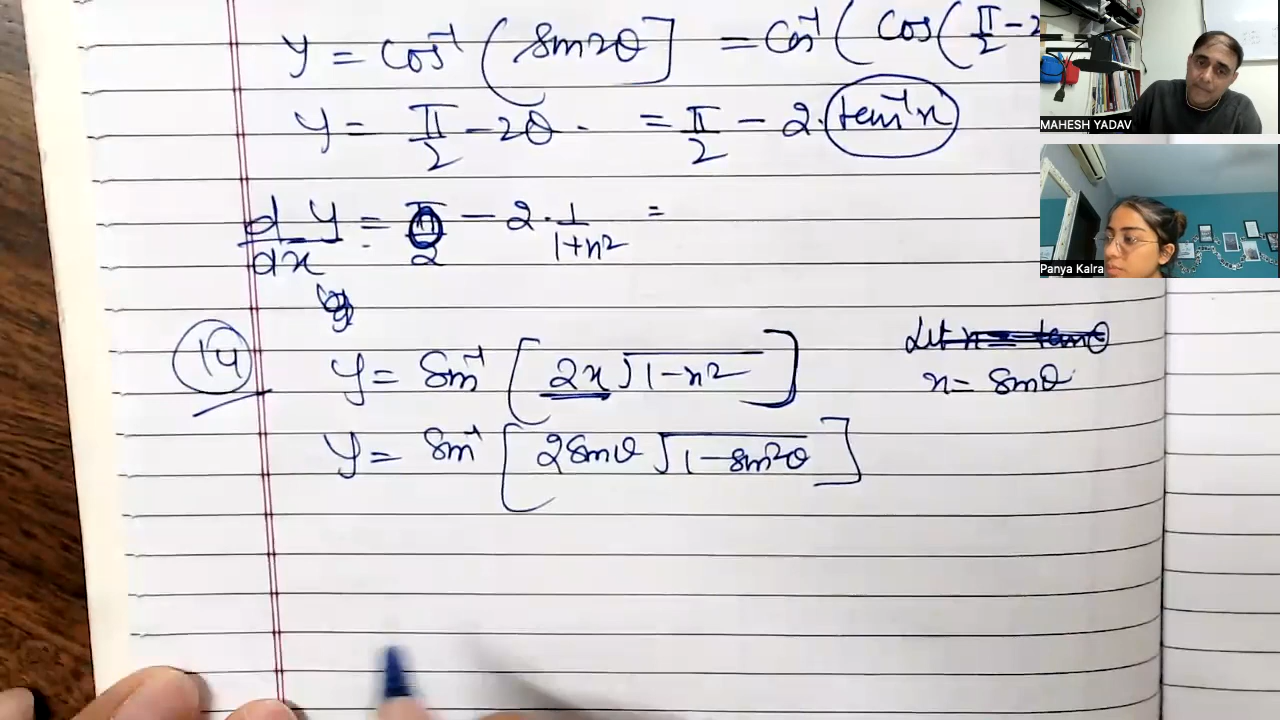 y = Cos⁻¹ ( Sin2θ ] = Cos⁻¹ ( Cos( π/2 - 2
y = π/2 - 2θ . = π/2 - 2. tan⁻¹x
dy/dx = - 2 . 1/1+x² =
14 y = Sin⁻¹ [ 2x √1-x² ] Let x = tanθ
x = Sinθ
y = Sin⁻¹ [ 2Sinθ √1-Sin²θ ]
MAHESH YADAV
Panya Kalra